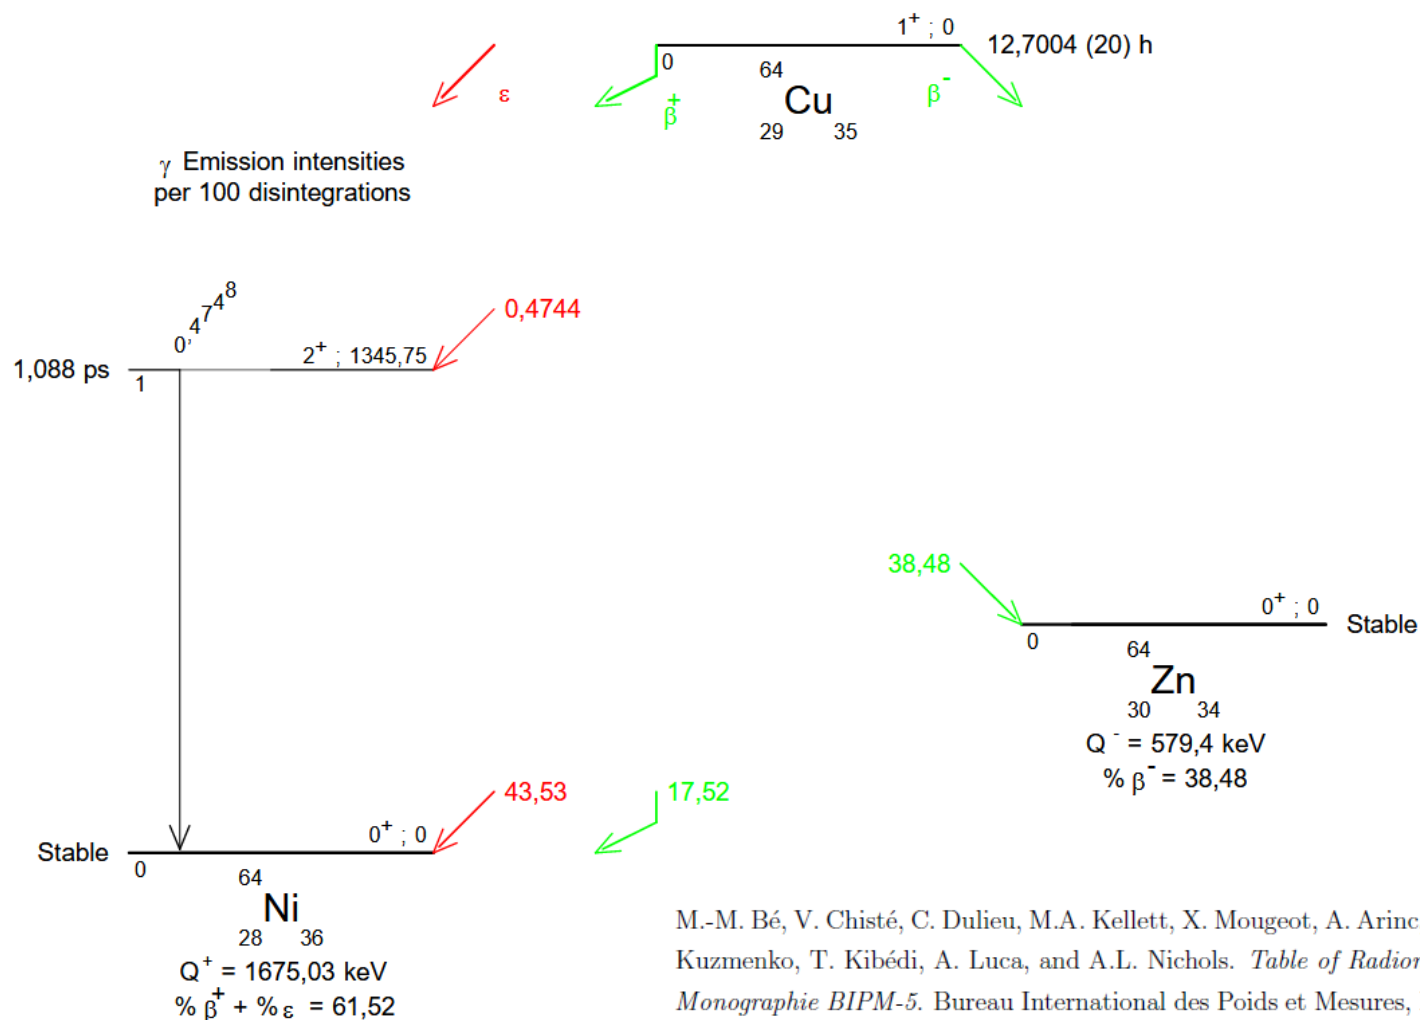 1+ ; 0
12,7004 (20) h
0
ε
β+
β-
64
Cu
29 35
γ Emission intensities
per 100 disintegrations
0,4748
0,4744
2+ ; 1345,75
1,088 ps
1
38,48
0+ ; 0
Stable
0
64
Zn
30 34
Q- = 579,4 keV
% β- = 38,48
43,53
17,52
0+ ; 0
Stable
0
64
Ni
28 36
Q+ = 1675,03 keV
% β+ + % ε = 61,52
M.-M. Bé, V. Chisté, C. Dulieu, M.A. Kellett, X. Mougeot, A. Arinc
Kuzmenko, T. Kibédi, A. Luca, and A.L. Nichols. Table of Radior
Monographie BIPM-5. Bureau International des Poids et Mesures,